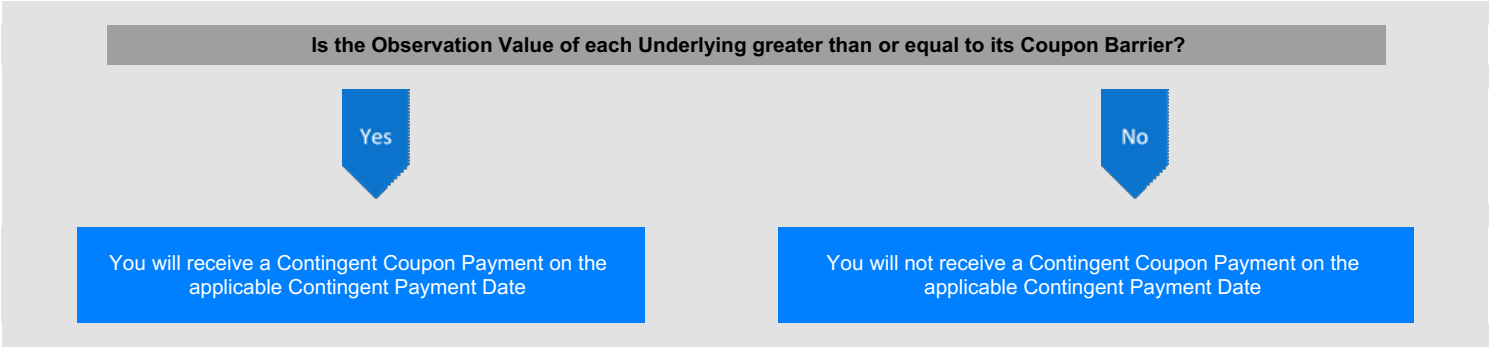 Is the Observation Value of each Underlying greater than or equal to its Coupon Barrier?
Yes
No
You will receive a Contingent Coupon Payment on the
applicable Contingent Payment Date
You will not receive a Contingent Coupon Payment on the
applicable Contingent Payment Date